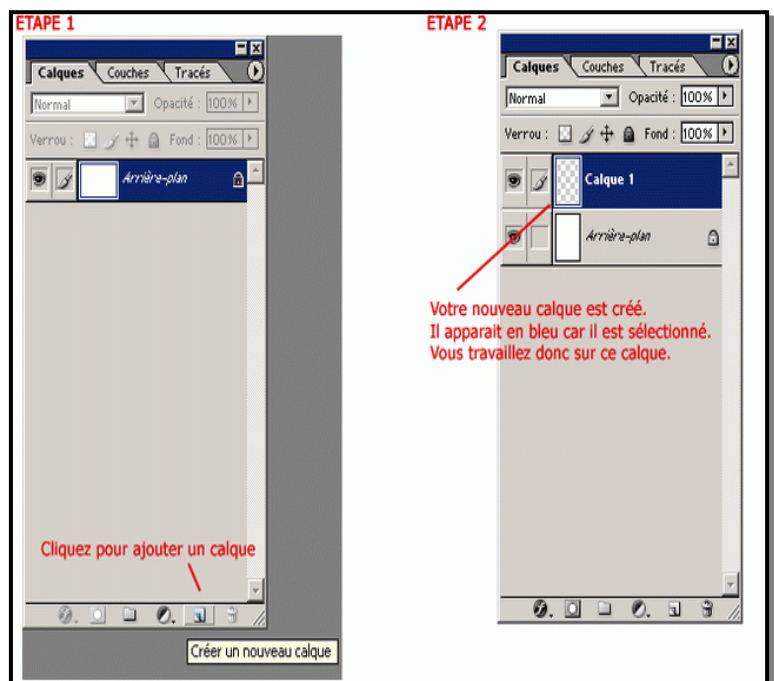 ETAPE 1
Calques Couches Tracés
Normal Opacité : 100%
Verrou : Fond : 100%
Arrière-plan
Cliquez pour ajouter un calque
Créer un nouveau calque
ETAPE 2
Calques Couches Tracés
Normal Opacité : 100%
Verrou : Fond : 100%
Calque 1
Arrière-plan
Votre nouveau calque est créé.
Il apparait en bleu car il est sélectionné.
Vous travaillez donc sur ce calque.